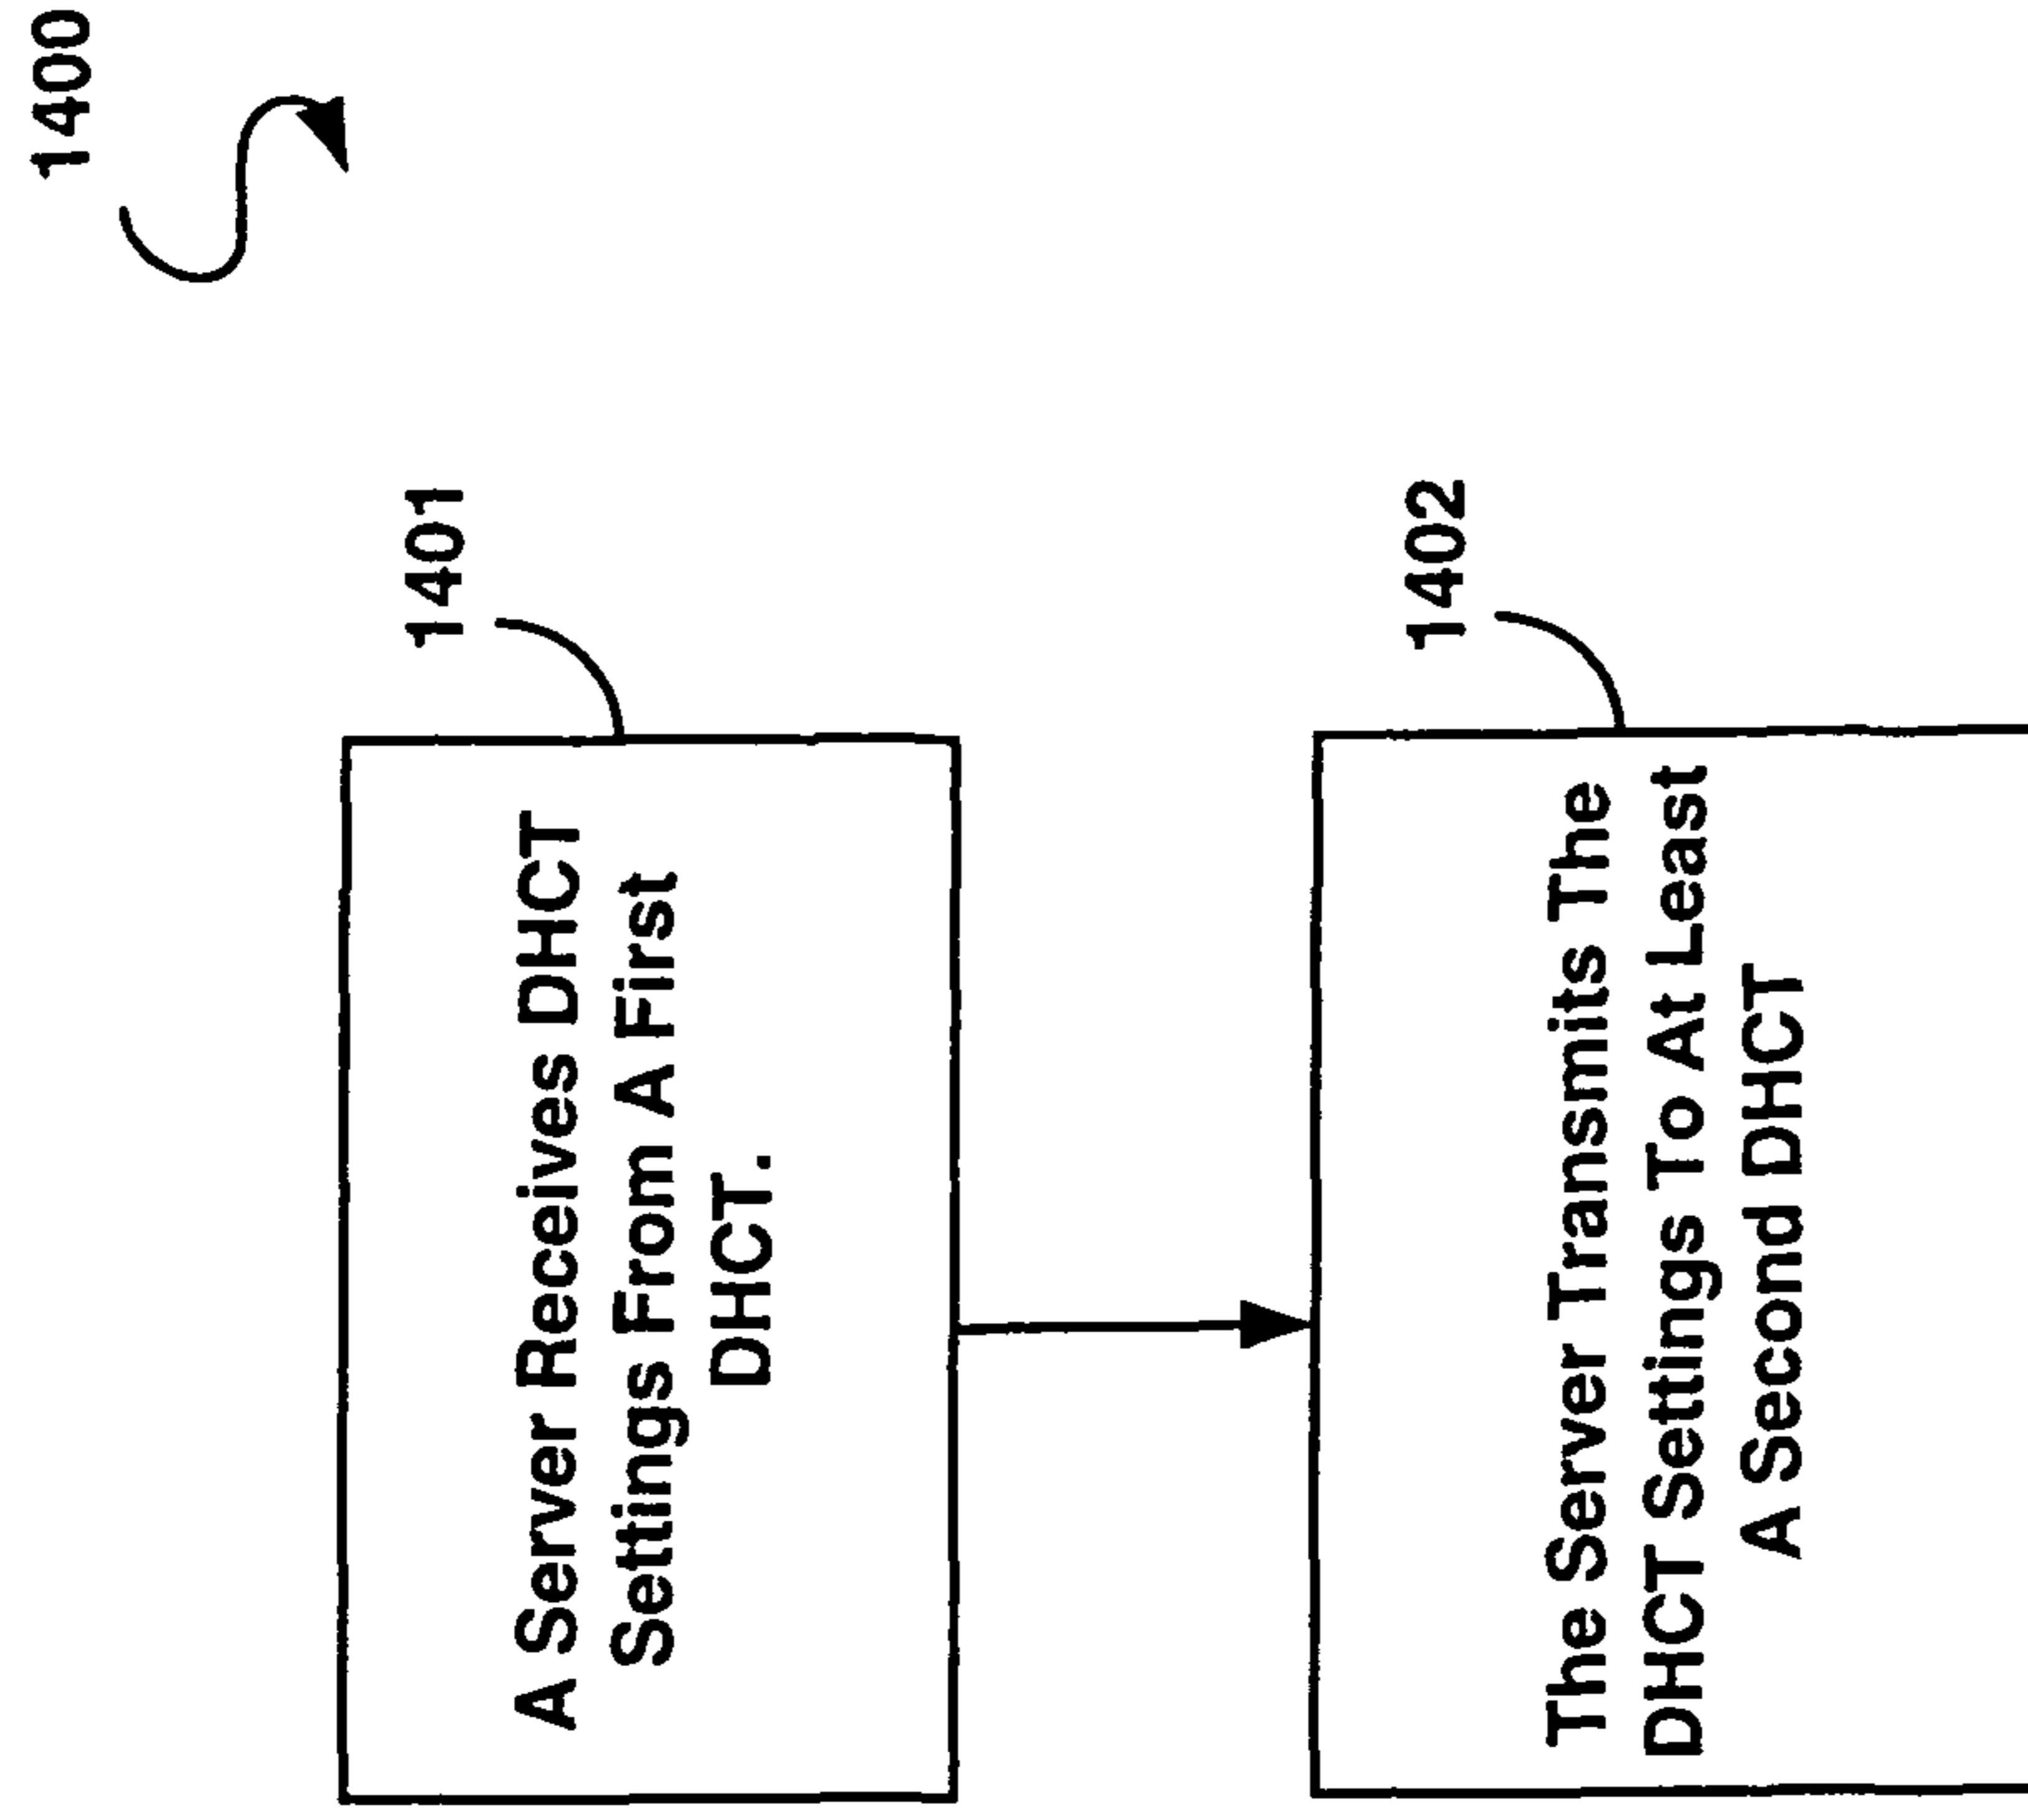 1400
1401
A Server Receives DHCT
Settings From A First
DHCT.
1402
The Server Transmits The
DHCT Settings To At Least
A Second DHCT